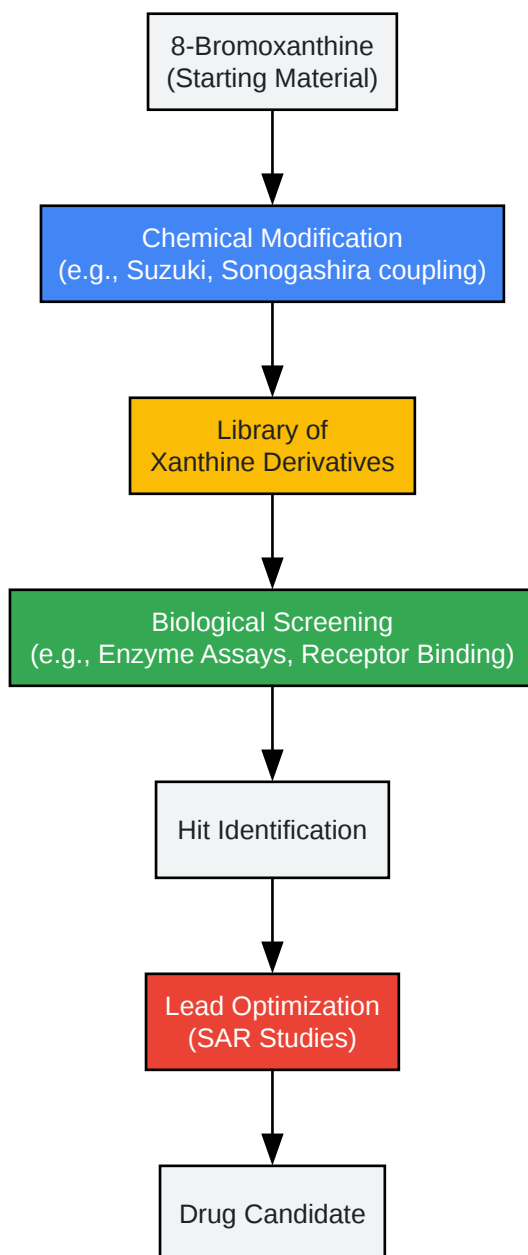 8-Bromoxanthine
(Starting Material)
Chemical Modification
(e.g., Suzuki, Sonogashira coupling)
Library of
Xanthine Derivatives
Biological Screening
(e.g., Enzyme Assays, Receptor Binding)
Hit Identification
Lead Optimization
(SAR Studies)
Drug Candidate